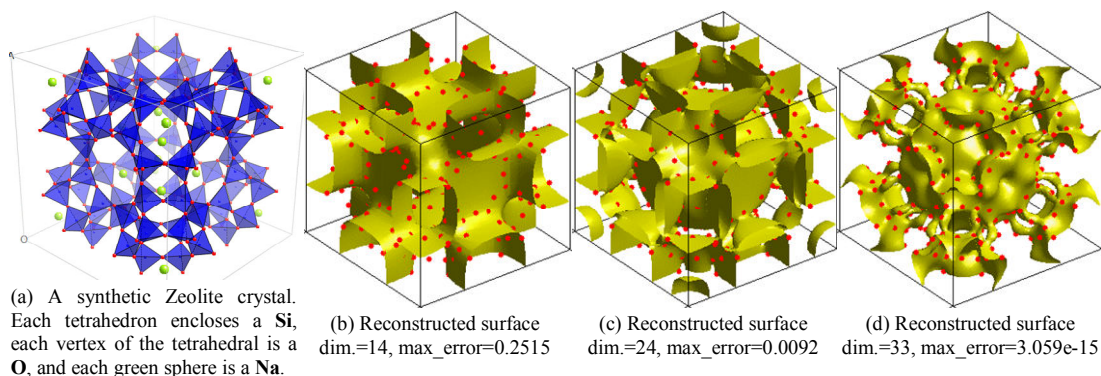 O
(a) A synthetic Zeolite crystal.
Each tetrahedron encloses a Si,
each vertex of the tetrahedral is a
O, and each green sphere is a Na.
(b) Reconstructed surface
dim.=14, max_error=0.2515
(c) Reconstructed surface
dim.=24, max_error=0.0092
(d) Reconstructed surface
dim.=33, max_error=3.059e-15